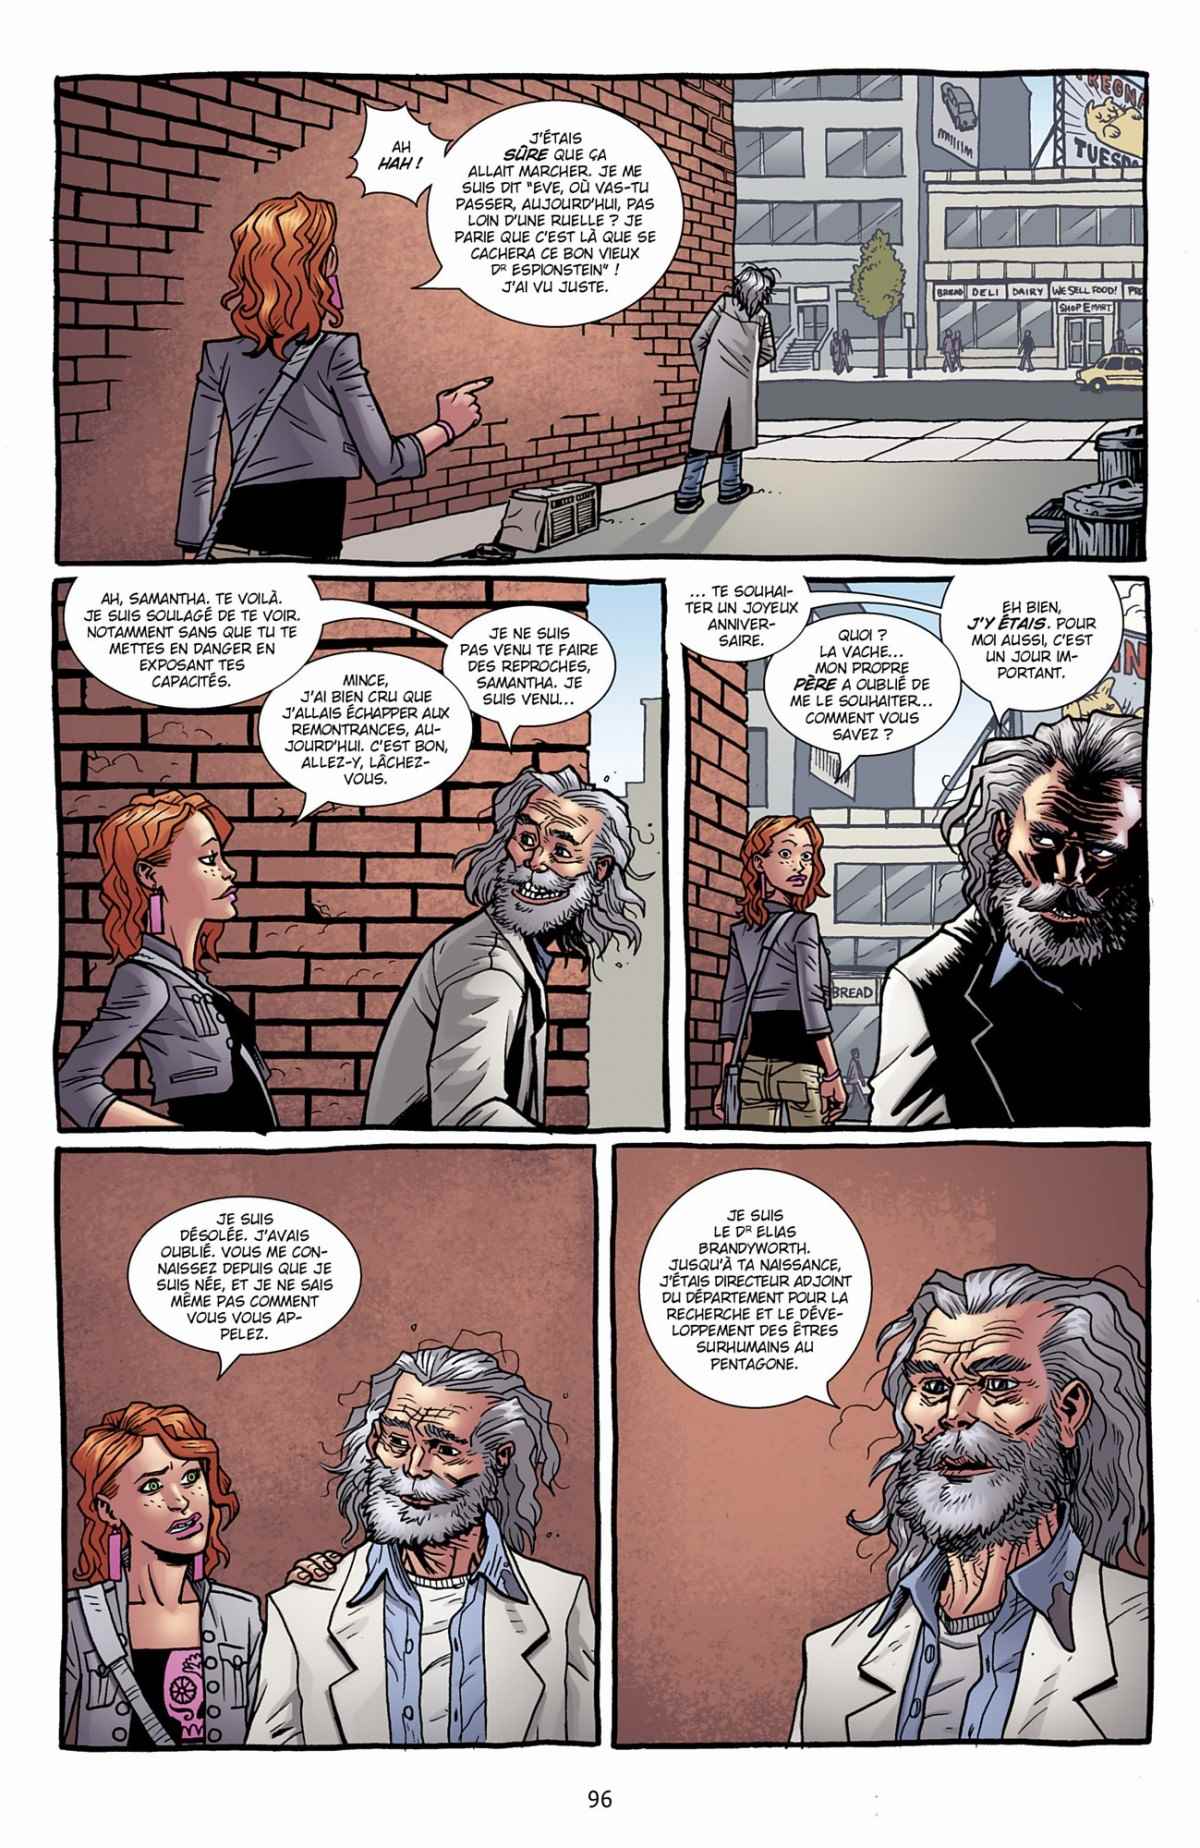 AH
HAH !
J'ÉTAIS
SÛRE QUE ÇA
ALLAIT MARCHER. JE ME
SUIS DIT "EVE, OÙ VAS-TU
PASSER, AUJOURD'HUI, PAS
LOIN D'UNE RUELLE ? JE
PARIE QUE C'EST LÀ QUE SE
CACHERA CE BON VIEUX
DR ESPIONSTEIN" !
J'AI VU JUSTE.
TUESD
BREAD
DELI
DAIRY
WE SELL FOOD!
PRO
SHOP E MART
AH, SAMANTHA. TE VOILÀ.
JE SUIS SOULAGÉ DE TE VOIR.
NOTAMMENT SANS QUE TU TE
METTES EN DANGER EN
EXPOSANT TES
CAPACITÉS.
MINCE,
J'AI BIEN CRU QUE
J'ALLAIS ÉCHAPPER AUX
REMONTRANCES, AU-
JOURD'HUI. C'EST BON,
ALLEZ-Y, LÂCHEZ-
VOUS.
JE NE SUIS
PAS VENU TE FAIRE
DES REPROCHES,
SAMANTHA. JE
SUIS VENU...
... TE SOUHAI-
TER UN JOYEUX
ANNIVER-
SAIRE.
QUOI ?
LA VACHE...
MON PROPRE
PÈRE A OUBLIÉ DE
ME LE SOUHAITER...
COMMENT VOUS
SAVEZ ?
EH BIEN,
J'Y ÉTAIS. POUR
MOI AUSSI, C'EST
UN JOUR IM-
PORTANT.
BREAD
JE SUIS
DÉSOLÉE. J'AVAIS
OUBLIÉ. VOUS ME CON-
NAISSEZ DEPUIS QUE JE
SUIS NÉE, ET JE NE SAIS
MÊME PAS COMMENT
VOUS VOUS AP-
PELEZ.
JE SUIS
LE DR ELIAS
BRANDYWORTH.
JUSQU'À TA NAISSANCE,
J'ÉTAIS DIRECTEUR ADJOINT
DU DÉPARTEMENT POUR LA
RECHERCHE ET LE DÉVE-
LOPPEMENT DES ÊTRES
SURHUMAINS AU
PENTAGONE.
96